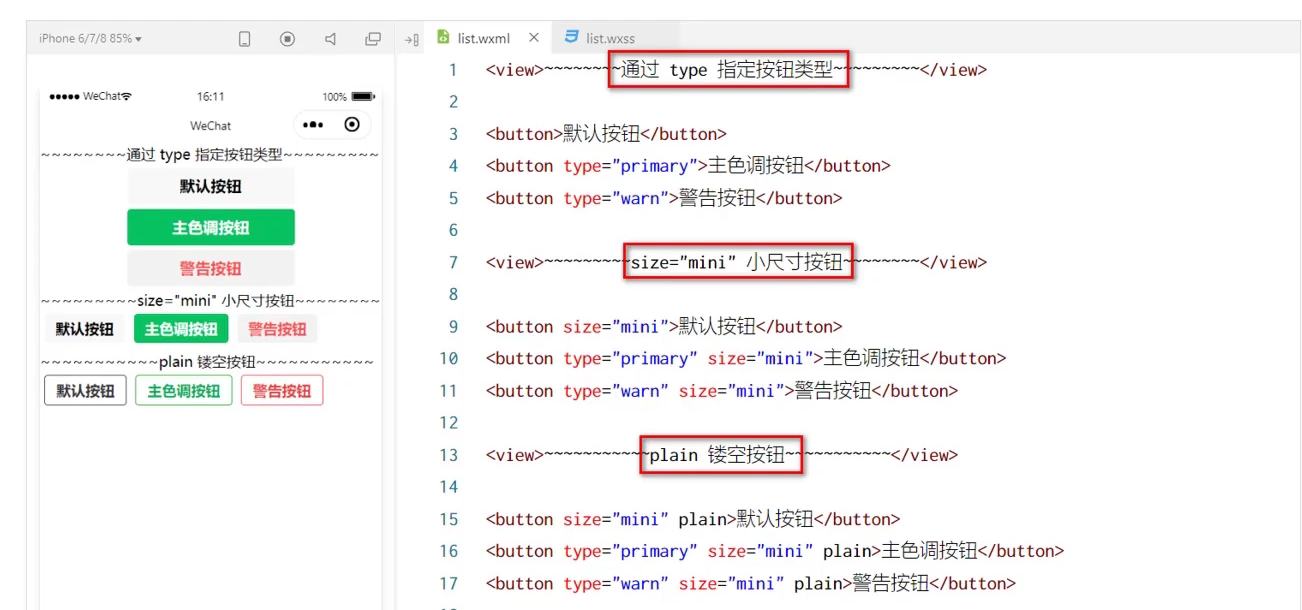 iPhone 6/7/8 85%
WeChat
16:11
100%
WeChat
~~~~~~~~通过 type 指定按钮类型~~~~~~~~~
默认按钮
主色调按钮
警告按钮
~~~~~~~~~size="mini" 小尺寸按钮~~~~~~~~
默认按钮 主色调按钮 警告按钮
~~~~~~~~~~~plain 镂空按钮~~~~~~~~~~~
默认按钮 主色调按钮 警告按钮
list.wxml × list.wxss
1 <view>~~~~~~~~通过 type 指定按钮类型~~~~~~~~~</view>
2
3 <button>默认按钮</button>
4 <button type="primary">主色调按钮</button>
5 <button type="warn">警告按钮</button>
6
7 <view>~~~~~~~~~size="mini" 小尺寸按钮~~~~~~~~</view>
8
9 <button size="mini">默认按钮</button>
10 <button type="primary" size="mini">主色调按钮</button>
11 <button type="warn" size="mini">警告按钮</button>
12
13 <view>~~~~~~~~~~~plain 镂空按钮~~~~~~~~~~~</view>
14
15 <button size="mini" plain>默认按钮</button>
16 <button type="primary" size="mini" plain>主色调按钮</button>
17 <button type="warn" size="mini" plain>警告按钮</button>